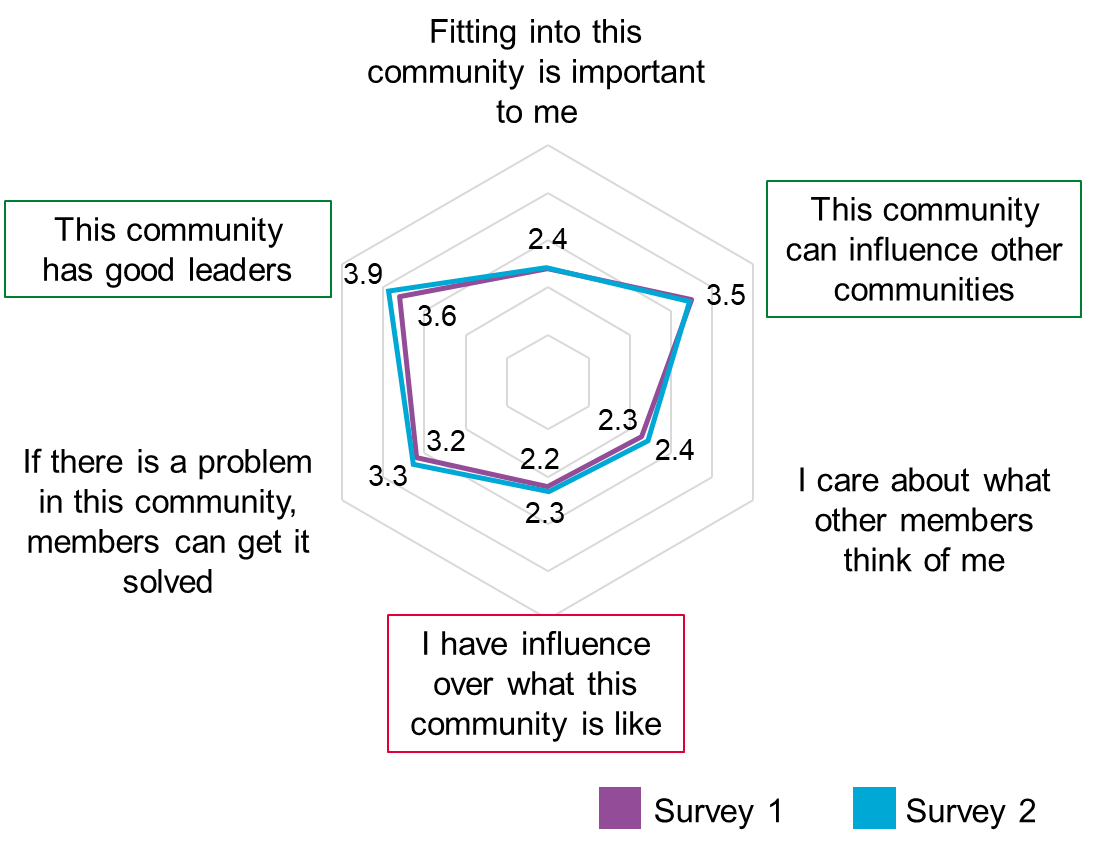 Fitting into this
community is important
to me
This community
has good leaders
This community
can influence other
communities
2.4
3.9
3.6
3.5
2.3
2.4
3.2
3.3
2.2
2.3
If there is a problem
in this community,
members can get it
solved
I care about what
other members
think of me
I have influence
over what this
community is like
Survey 1
Survey 2